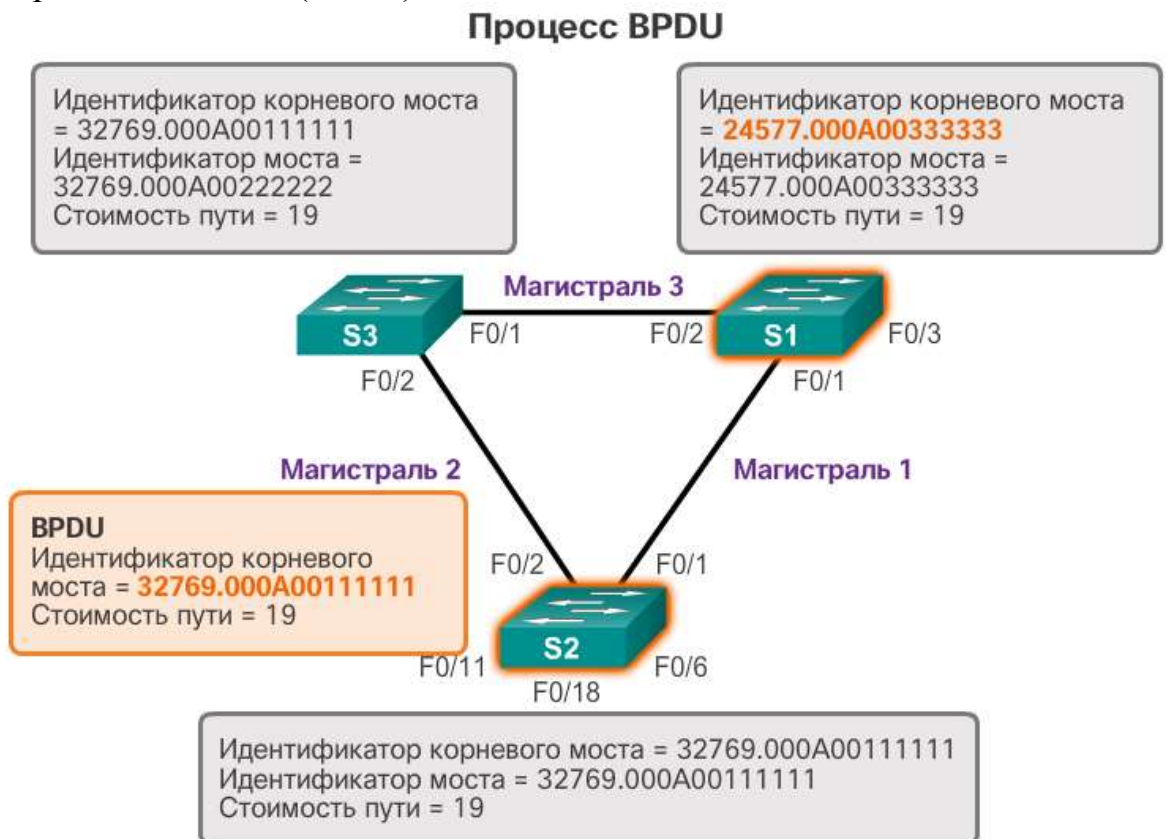 Процесс BPDU
Идентификатор корневого моста
= 32769.000A00111111
Идентификатор моста =
32769.000A00222222
Стоимость пути = 19
Идентификатор корневого моста
= 24577.000A00333333
Идентификатор моста =
24577.000A00333333
Стоимость пути = 19
Магистраль 3
S3
F0/1
F0/2
S1
F0/3
F0/2
F0/1
Магистраль 2
Магистраль 1
BPDU
Идентификатор корневого
моста = 32769.000A00111111
Стоимость пути = 19
F0/2
F0/1
S2
F0/11
F0/6
F0/18
Идентификатор корневого моста = 32769.000A00111111
Идентификатор моста = 32769.000A00111111
Стоимость пути = 19